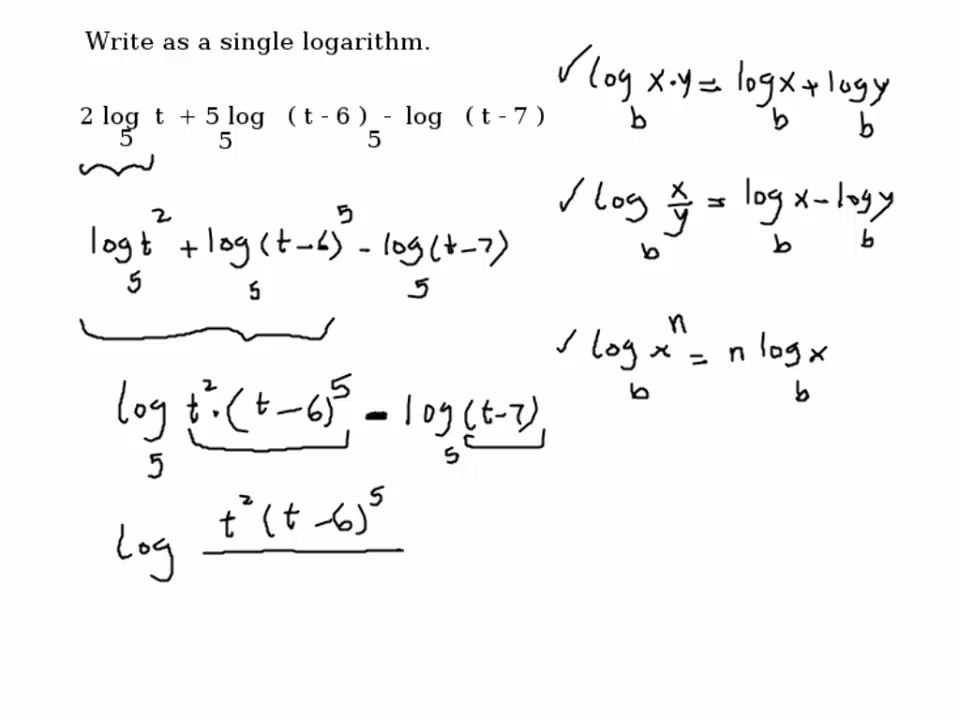 Write as a single logarithm.
2 log₅ t + 5 log₅ (t - 6) - log₅ (t - 7)
log₅ t² + log₅ (t-6)⁵ - log₅ (t-7)
log₅ t² · (t-6)⁵ - log₅ (t-7)
log t² (t-6)⁵
✓ log_b x·y = log_b x + log_b y
✓ log_b x/y = log_b x - log_b y
✓ log_b xⁿ = n log_b x